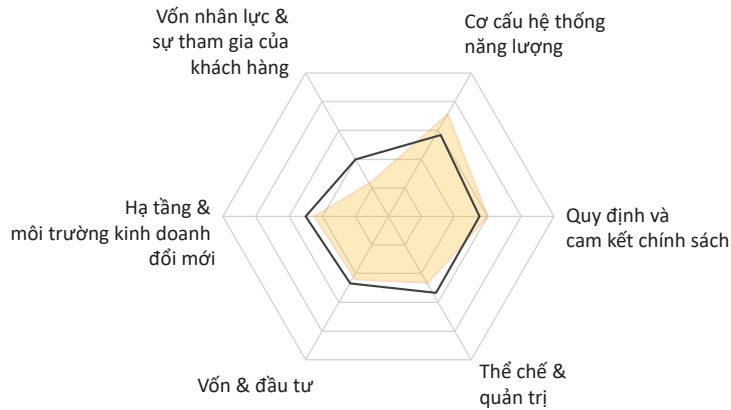 Vốn nhân lực &
sự tham gia của
khách hàng
Cơ cấu hệ thống
năng lượng
Hạ tầng &
môi trường kinh doanh
đổi mới
Quy định và
cam kết chính sách
Vốn & đầu tư
Thể chế &
quản trị